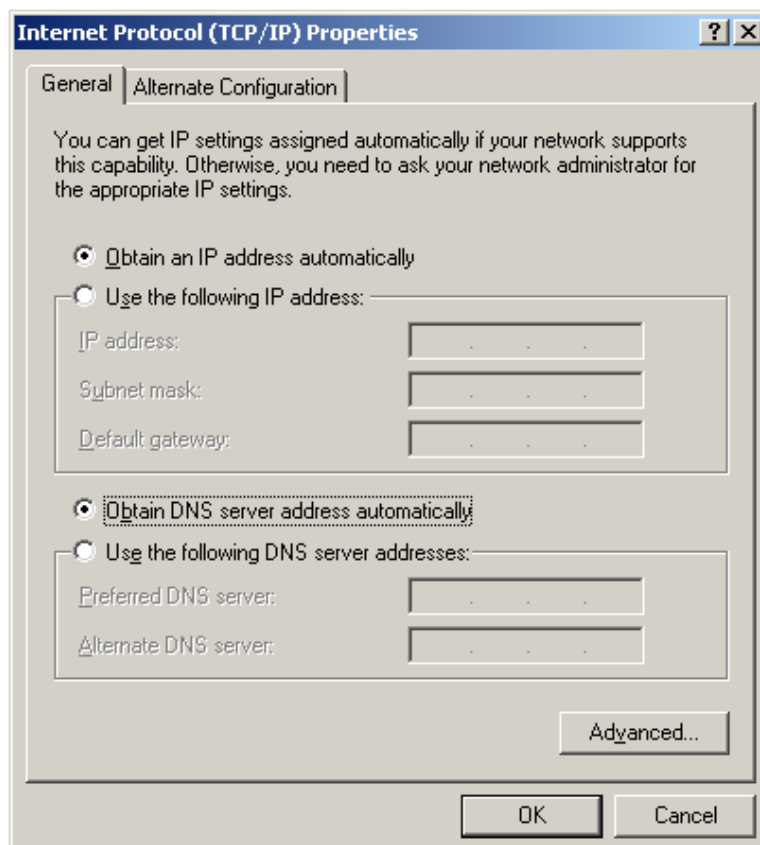 Internet Protocol (TCP/IP) Properties
General
Alternate Configuration
You can get IP settings assigned automatically if your network supports
this capability. Otherwise, you need to ask your network administrator for
the appropriate IP settings.
Obtain an IP address automatically
Use the following IP address:
IP address:
Subnet mask:
Default gateway:
Obtain DNS server address automatically
Use the following DNS server addresses:
Preferred DNS server:
Alternate DNS server:
Advanced...
OK
Cancel